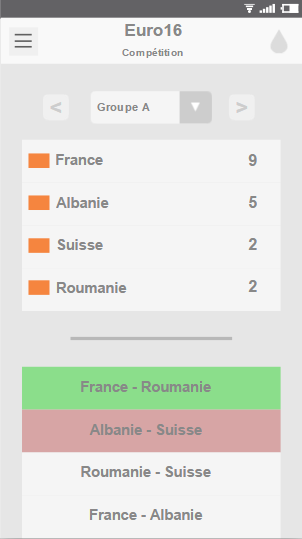 Euro16
Compétition
< Groupe A ▼ >
France 9
Albanie 5
Suisse 2
Roumanie 2
France - Roumanie
Albanie - Suisse
Roumanie - Suisse
France - Albanie